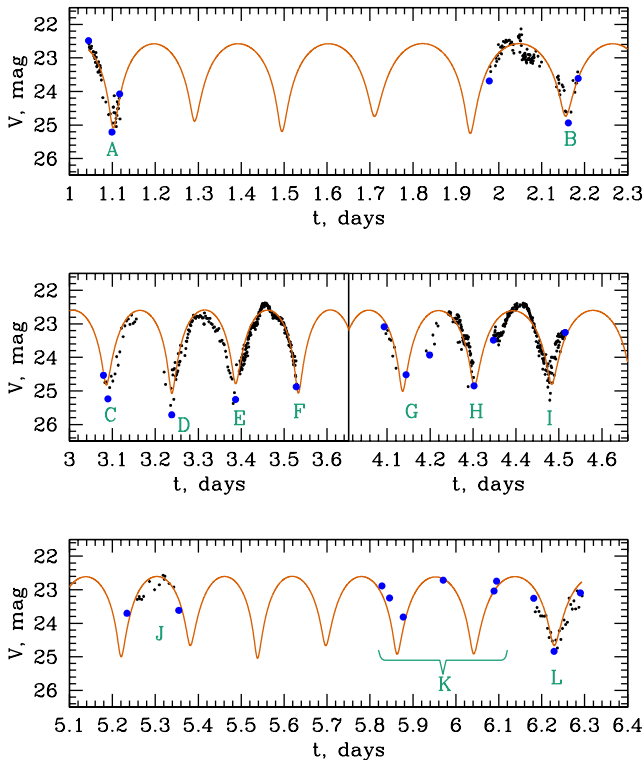 22
23
24
25
26
V, mag
A
B
1 1.1 1.2 1.3 1.4 1.5 1.6 1.7 1.8 1.9 2 2.1 2.2 2.3
t, days
22
23
24
25
26
V, mag
C D E F G H I
3 3.1 3.2 3.3 3.4 3.5 3.6 4.1 4.2 4.3 4.4 4.5 4.6
t, days t, days
22
23
24
25
26
V, mag
J
K
L
5.1 5.2 5.3 5.4 5.5 5.6 5.7 5.8 5.9 6 6.1 6.2 6.3 6.4
t, days